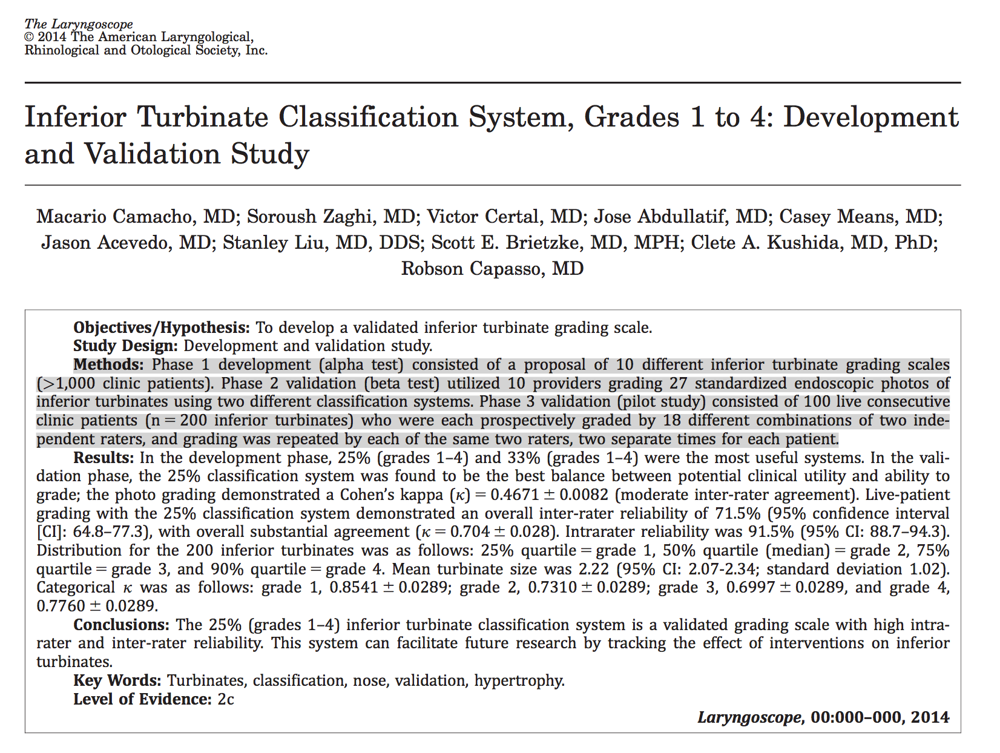 The Laryngoscope
© 2014 The American Laryngological,
Rhinological and Otological Society, Inc.
Inferior Turbinate Classification System, Grades 1 to 4: Development
and Validation Study
Macario Camacho, MD; Soroush Zaghi, MD; Victor Certal, MD; Jose Abdullatif, MD; Casey Means, MD;
Jason Acevedo, MD; Stanley Liu, MD, DDS; Scott E. Brietzke, MD, MPH; Clete A. Kushida, MD, PhD;
Robson Capasso, MD
Objectives/Hypothesis: To develop a validated inferior turbinate grading scale.
Study Design: Development and validation study.
Methods: Phase 1 development (alpha test) consisted of a proposal of 10 different inferior turbinate grading scales
(>1,000 clinic patients). Phase 2 validation (beta test) utilized 10 providers grading 27 standardized endoscopic photos of
inferior turbinates using two different classification systems. Phase 3 validation (pilot study) consisted of 100 live consecutive
clinic patients (n = 200 inferior turbinates) who were each prospectively graded by 18 different combinations of two inde-
pendent raters, and grading was repeated by each of the same two raters, two separate times for each patient.
Results: In the development phase, 25% (grades 1–4) and 33% (grades 1–4) were the most useful systems. In the vali-
dation phase, the 25% classification system was found to be the best balance between potential clinical utility and ability to
grade; the photo grading demonstrated a Cohen's kappa (κ) = 0.4671 ± 0.0082 (moderate inter-rater agreement). Live-patient
grading with the 25% classification system demonstrated an overall inter-rater reliability of 71.5% (95% confidence interval
[CI]: 64.8–77.3), with overall substantial agreement (κ = 0.704 ± 0.028). Intrarater reliability was 91.5% (95% CI: 88.7–94.3).
Distribution for the 200 inferior turbinates was as follows: 25% quartile = grade 1, 50% quartile (median) = grade 2, 75%
quartile = grade 3, and 90% quartile = grade 4. Mean turbinate size was 2.22 (95% CI: 2.07-2.34; standard deviation 1.02).
Categorical κ was as follows: grade 1, 0.8541 ± 0.0289; grade 2, 0.7310 ± 0.0289; grade 3, 0.6997 ± 0.0289, and grade 4,
0.7760 ± 0.0289.
Conclusions: The 25% (grades 1–4) inferior turbinate classification system is a validated grading scale with high intra-
rater and inter-rater reliability. This system can facilitate future research by tracking the effect of interventions on inferior
turbinates.
Key Words: Turbinates, classification, nose, validation, hypertrophy.
Level of Evidence: 2c
Laryngoscope, 00:000–000, 2014